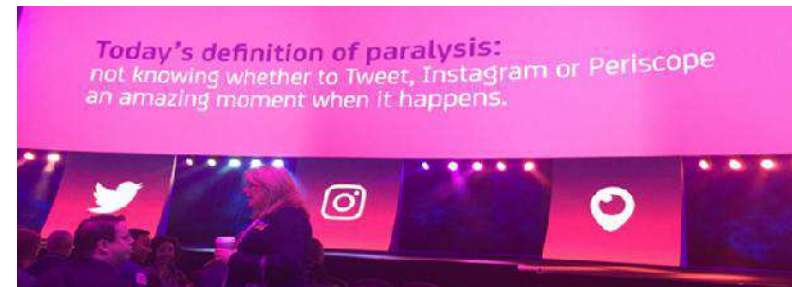 Today's definition of paralysis:
not knowing whether to Tweet, Instagram or Periscope
an amazing moment when it happens.